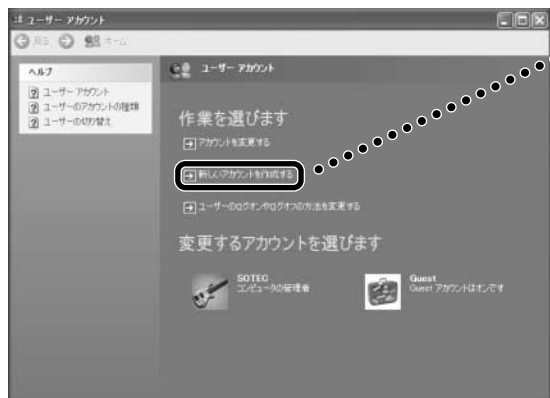 ユーザー アカウント
戻る
ホーム
ヘルプ
ユーザー アカウント
ユーザーのアカウントの種類
ユーザーの切り替え
ユーザー アカウント
作業を選びます
アカウントを変更する
新しいアカウントを作成する
ユーザーのログオンやログオフの方法を変更する
変更するアカウントを選びます
SOTEC
コンピュータの管理者
Guest
Guest アカウントはオンです